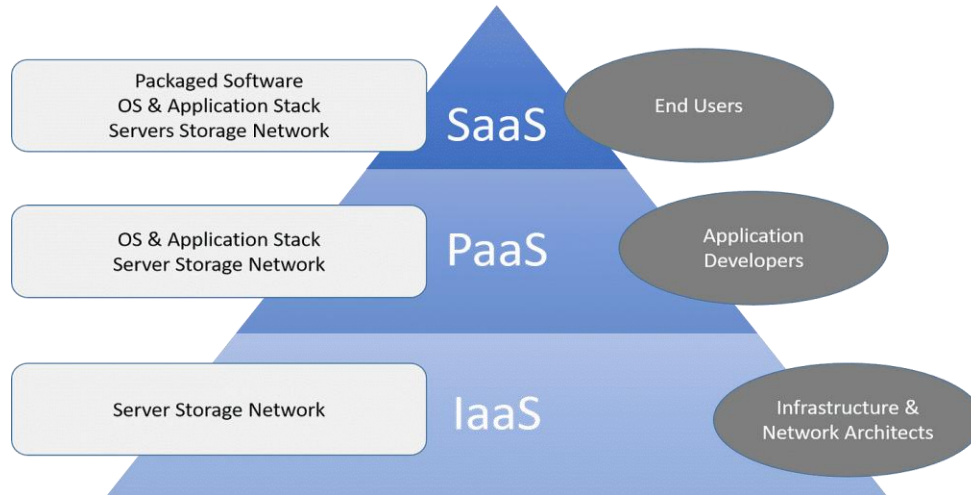 Packaged Software
OS & Application Stack
Servers Storage Network
SaaS
End Users
OS & Application Stack
Server Storage Network
PaaS
Application
Developers
Server Storage Network
IaaS
Infrastructure &
Network Architects